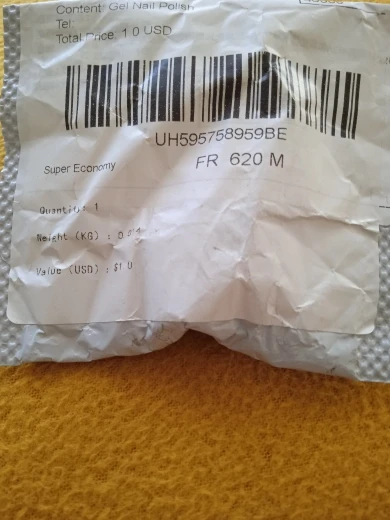 Content: Gel Nail Polish
Tel:
Total Price: 1.0 USD
UH595758959BE
FR 620 M
Super Economy
Quantity: 1
Weight (KG) :
Value (USD) : $1.0